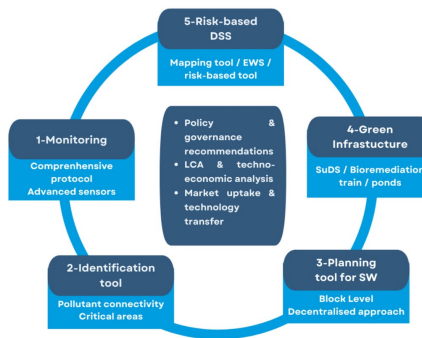 5-Risk-based
DSS
Mapping tool / EWS /
risk-based tool
1-Monitoring
Comprenhensive
protocol
Advanced sensors
• Policy &
governance
recommendations
• LCA & techno-
economic analysis
• Market uptake &
technology
transfer
4-Green
Infrastucture
SuDS / Bioremediation
train / ponds
2-Identification
tool
Pollutant connectivity
Critical areas
3-Planning
tool for SW
Block Level
Decentralised approach